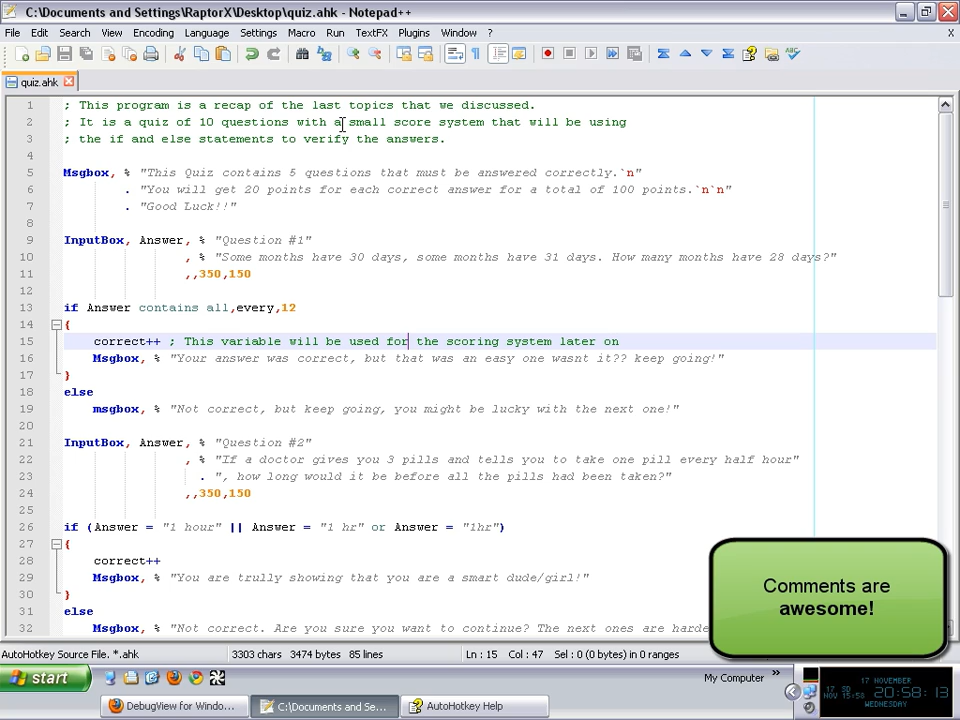 C:\Documents and Settings\RaptorX\Desktop\quiz.ahk - Notepad++
File Edit Search View Encoding Language Settings Macro Run TextFX Plugins Window ? X
quiz.ahk
1 ; This program is a recap of the last topics that we discussed.
2 ; It is a quiz of 10 questions with a small score system that will be using
3 ; the if and else statements to verify the answers.
4
5 Msgbox, % "This Quiz contains 5 questions that must be answered correctly.`n"
6 . "You will get 20 points for each correct answer for a total of 100 points.`n`n"
7 . "Good Luck!!"
8
9 InputBox, Answer, % "Question #1"
10 , % "Some months have 30 days, some months have 31 days. How many months have 28 days?"
11 ,,350,150
12
13 if Answer contains all,every,12
14 {
15 correct++ ; This variable will be used for the scoring system later on
16 Msgbox, % "Your answer was correct, but that was an easy one wasnt it?? keep going!"
17 }
18 else
19 msgbox, % "Not correct, but keep going, you might be lucky with the next one!"
20
21 InputBox, Answer, % "Question #2"
22 , % "If a doctor gives you 3 pills and tells you to take one pill every half hour"
23 . ", how long would it be before all the pills had been taken?"
24 ,,350,150
25
26 if (Answer = "1 hour" || Answer = "1 hr" or Answer = "1hr")
27 {
28 correct++
29 Msgbox, % "You are trully showing that you are a smart dude/girl!"
30 }
31 else
32 Msgbox, % "Not correct. Are you sure you want to continue? The next ones are harde
Comments are
awesome!
AutoHotkey Source File. *.ahk 3303 chars 3474 bytes 85 lines Ln : 15 Col : 47 Sel : 0 (0 bytes) in 0 ranges
start My Computer »
DebugView for Windo... C:\Documents and Se... AutoHotkey Help
17 NOVEMBER
17 SD
NOV 15:58
20:58:13
WEDNESDAY